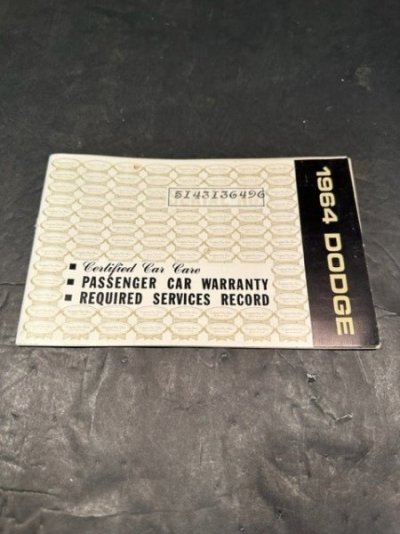 5143136496
1964 DODGE
Certified Car Care
PASSENGER CAR WARRANTY
REQUIRED SERVICES RECORD